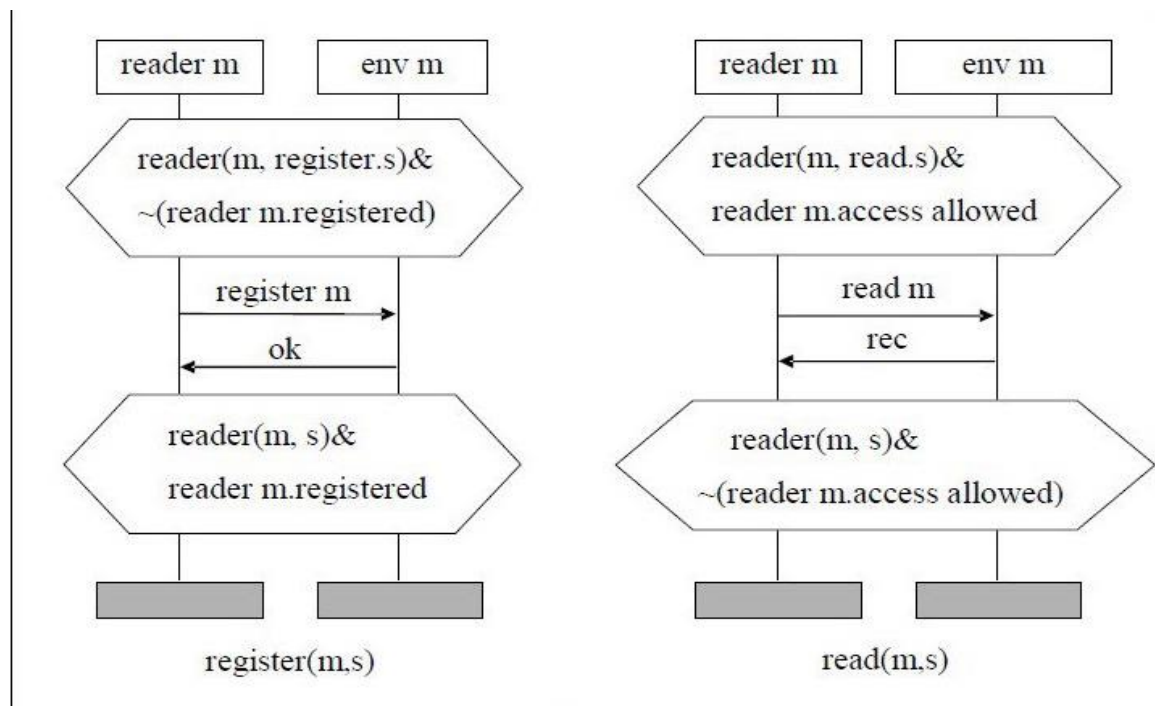 reader m
env m
reader(m, register.s)&
~(reader m.registered)
register m
ok
reader(m, s)&
reader m.registered
register(m,s)
reader m
env m
reader(m, read.s)&
reader m.access allowed
read m
rec
reader(m, s)&
~(reader m.access allowed)
read(m,s)